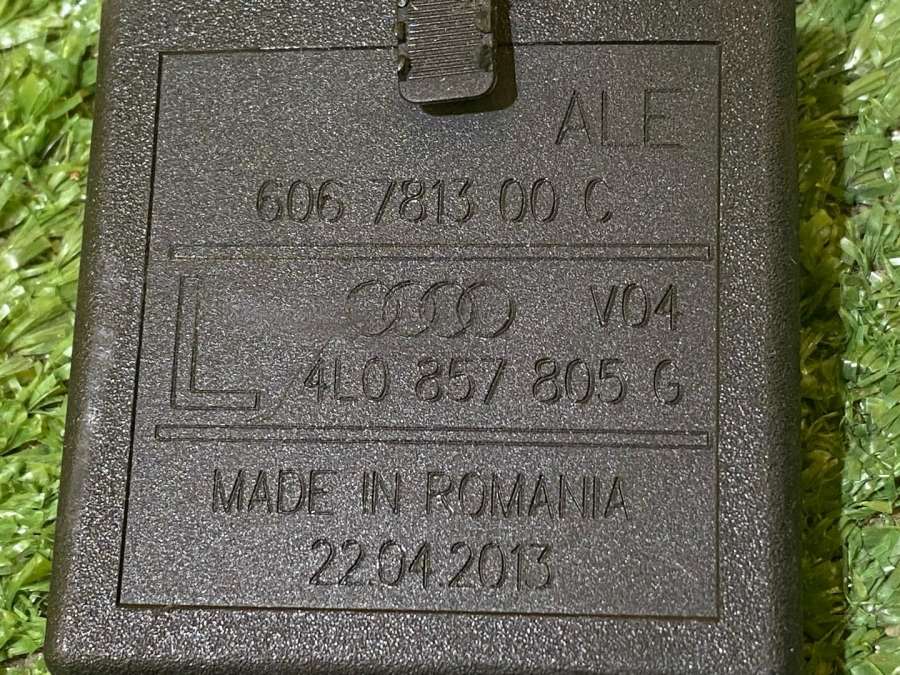 ALE
606 7813 00 C
L V04
4L0 857 805 G
MADE IN ROMANIA
22.04.2013